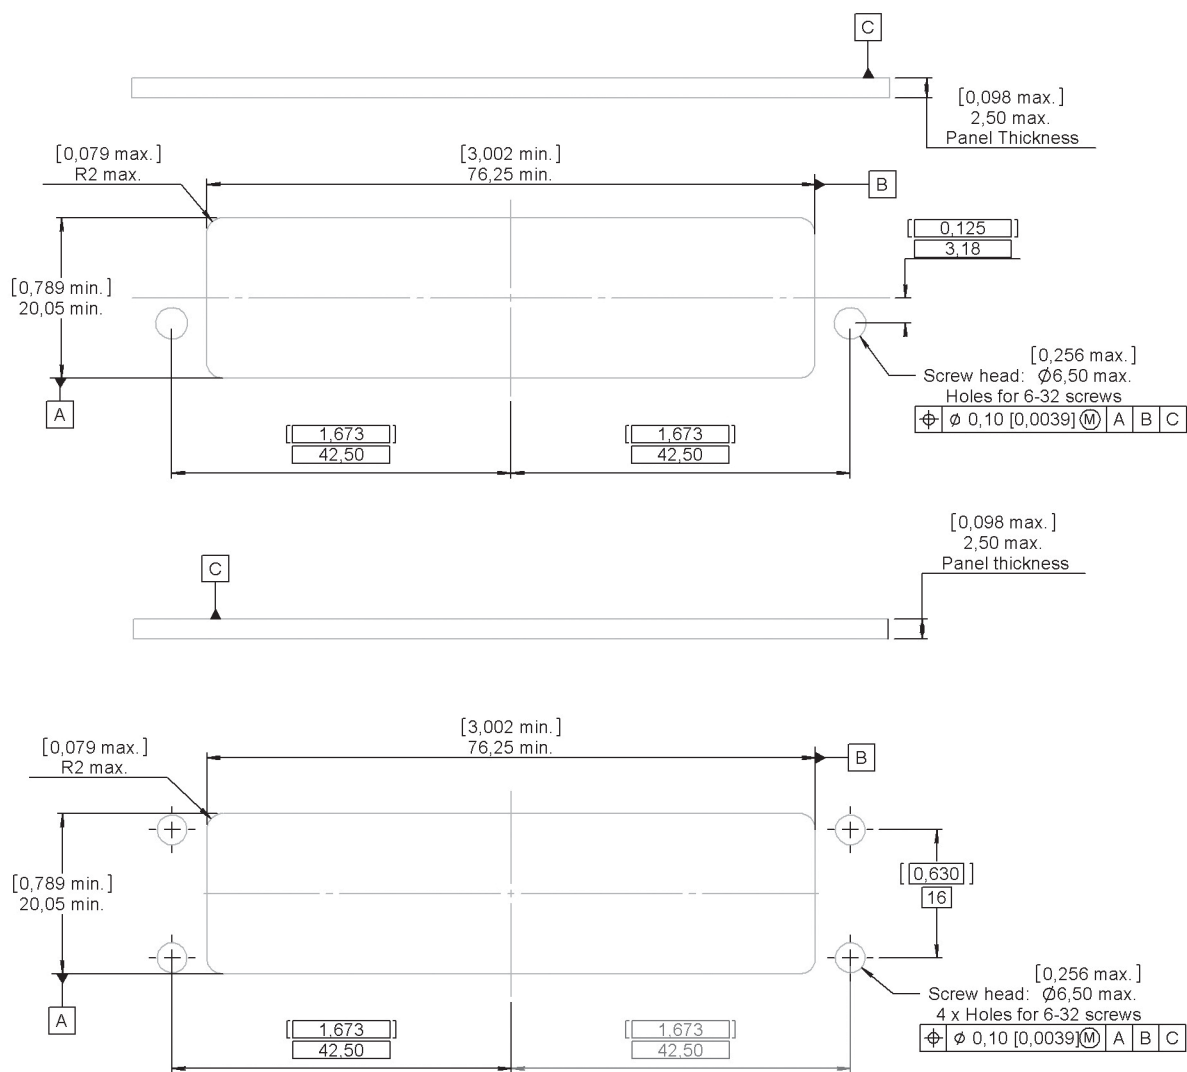 C
[0,098 max.]
2,50 max.
Panel Thickness
[0,079 max.]
R2 max.
[3,002 min.]
76,25 min.
B
[0,125]
3,18
[0,789 min.]
20,05 min.
[0,256 max.]
Screw head: Ø6,50 max.
Holes for 6-32 screws
⌖ ø 0,10 [0,0039] Ⓜ A B C
A
[1,673]
42,50
[1,673]
42,50
[0,098 max.]
2,50 max.
Panel thickness
C
[3,002 min.]
76,25 min.
B
[0,079 max.]
R2 max.
[0,630]
16
[0,789 min.]
20,05 min.
[0,256 max.]
Screw head: Ø6,50 max.
4 x Holes for 6-32 screws
⌖ ø 0,10 [0,0039] Ⓜ A B C
A
[1,673]
42,50
[1,673]
42,50